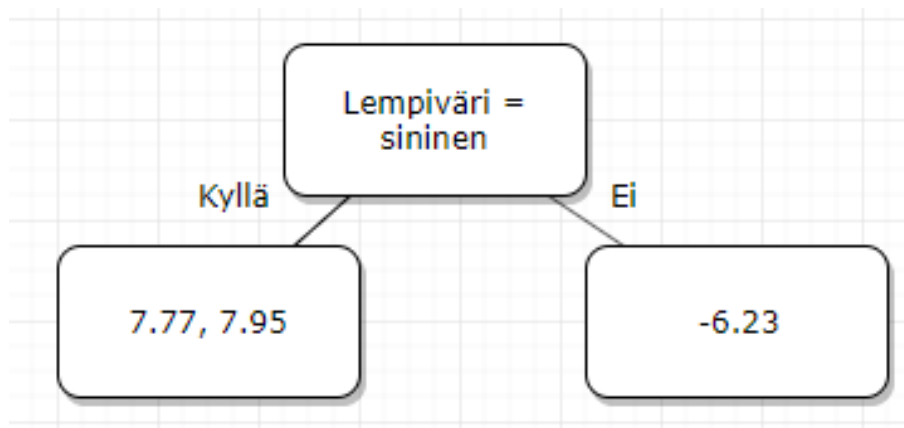 Lempiväri =
sininen
Kyllä
Ei
7.77, 7.95
-6.23